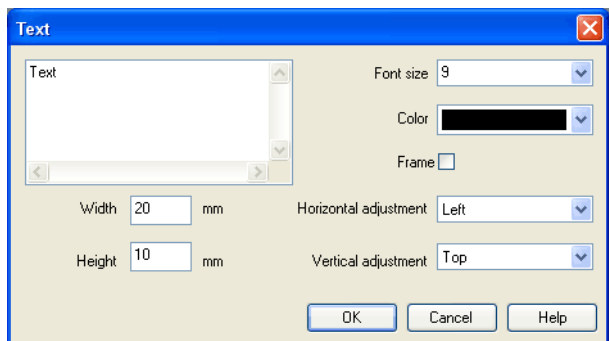 Text
Text
Font size 9
Color
Frame
Width 20 mm
Horizontal adjustment Left
Height 10 mm
Vertical adjustment Top
OK Cancel Help